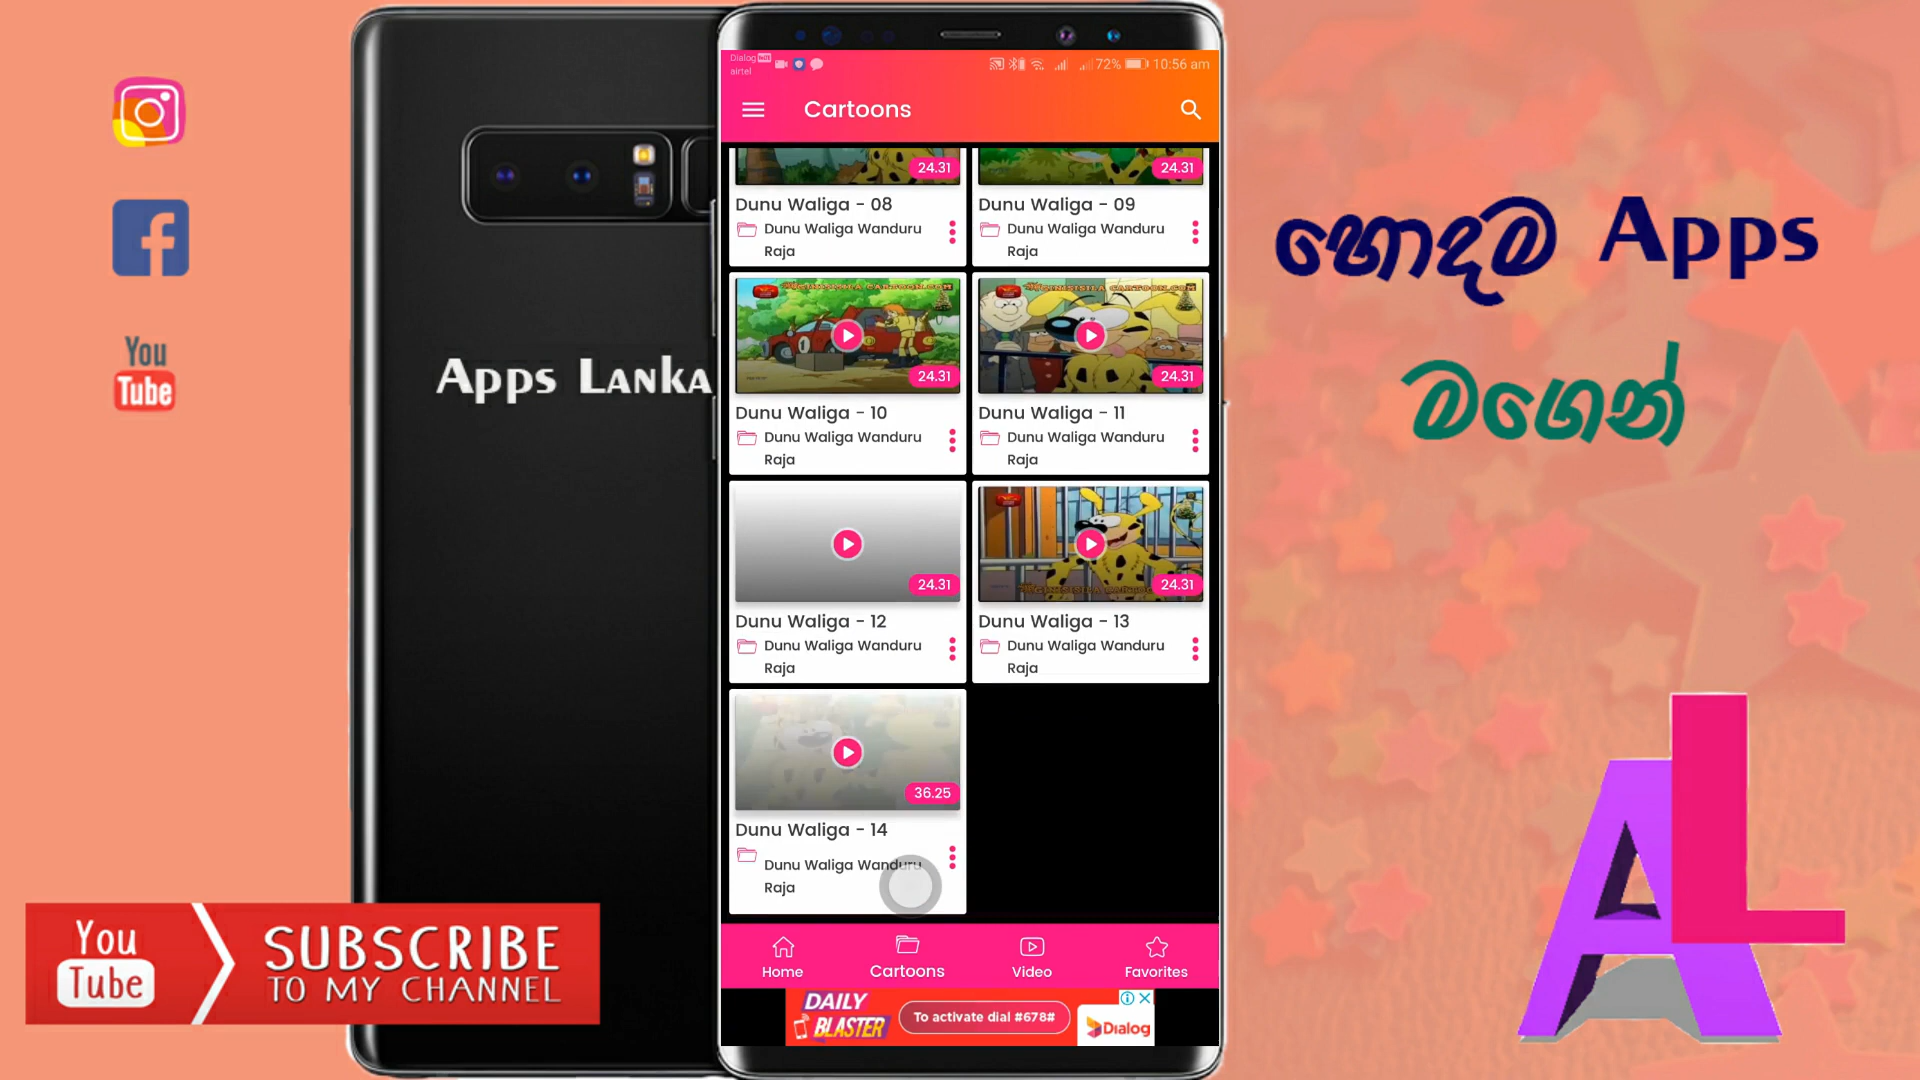 Dialog
airtel
72% 10:56 am
Cartoons
24.31
24.31
Dunu Waliga - 08
Dunu Waliga Wanduru
Raja
Dunu Waliga - 09
Dunu Waliga Wanduru
Raja
24.31
24.31
Dunu Waliga - 10
Dunu Waliga Wanduru
Raja
Dunu Waliga - 11
Dunu Waliga Wanduru
Raja
24.31
24.31
Dunu Waliga - 12
Dunu Waliga Wanduru
Raja
Dunu Waliga - 13
Dunu Waliga Wanduru
Raja
36.25
Dunu Waliga - 14
Dunu Waliga Wanduru
Raja
Home
Cartoons
Video
Favorites
DAILY
BLASTER
To activate dial #678#
Dialog
You
Tube
Apps Lanka
හොඳම Apps
මගෙන්
You
Tube
SUBSCRIBE
TO MY CHANNEL
AL